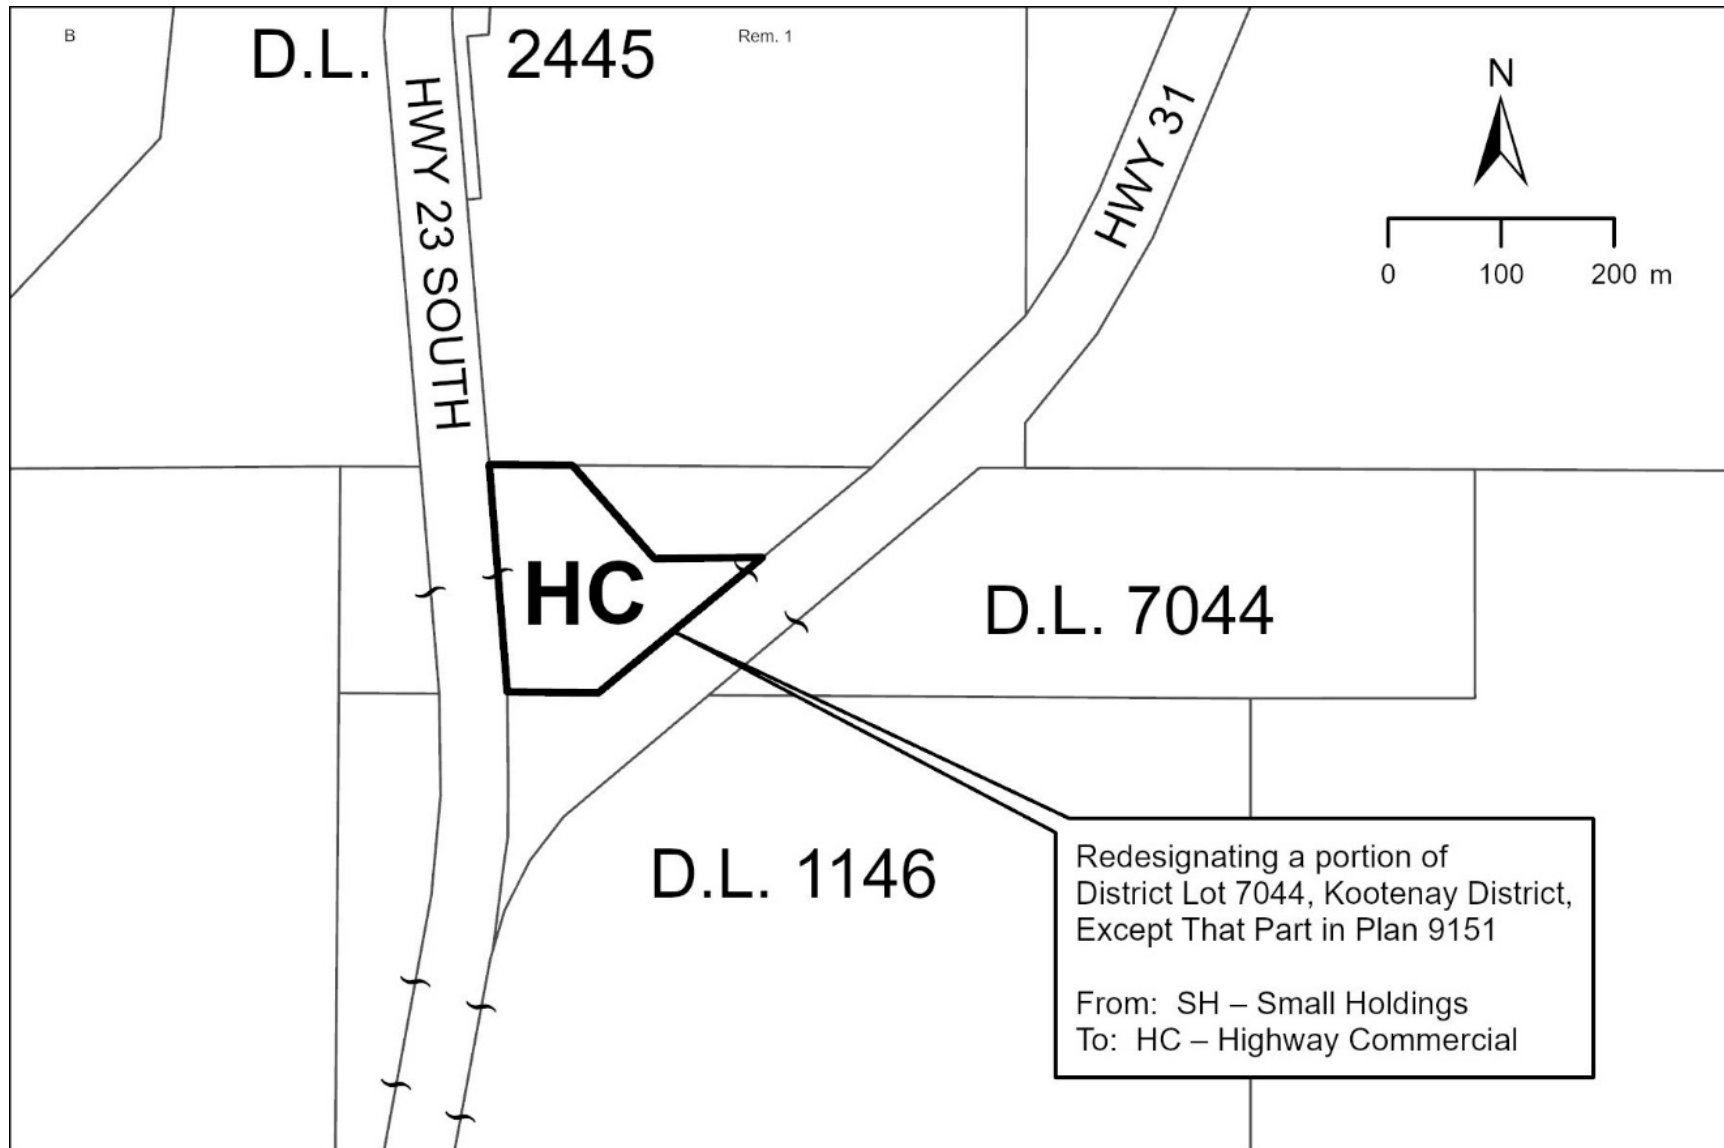 B
D.L. 2445
Rem. 1
HWY 23 SOUTH
HWY 31
N
0 100 200 m
HC
D.L. 7044
D.L. 1146
Redesignating a portion of
District Lot 7044, Kootenay District,
Except That Part in Plan 9151
From: SH – Small Holdings
To: HC – Highway Commercial